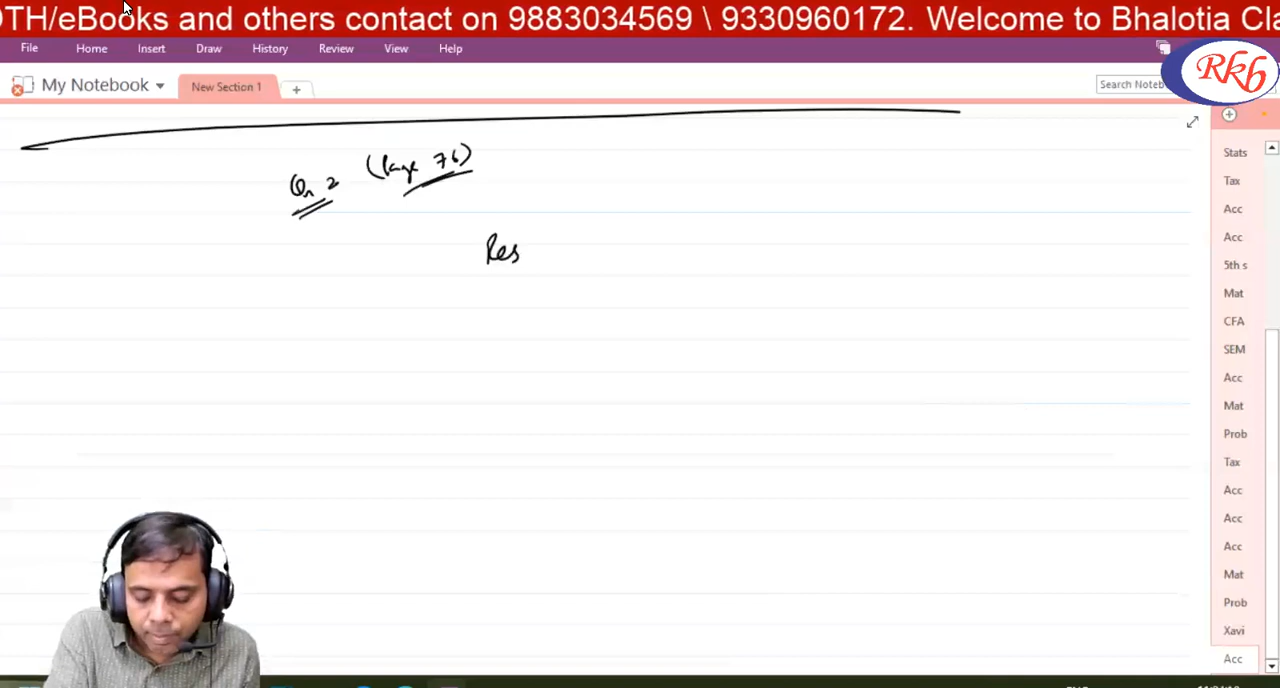 OTH/eBooks and others contact on 9883034569 \ 9330960172. Welcome to Bhalotia Cla
File Home Insert Draw History Review View Help
Rkb
My Notebook New Section 1 + Search Noteb
Stats
Tax
Acc
Acc
5th s
Mat
CFA
SEM
Acc
Mat
Prob
Tax
Acc
Acc
Acc
Mat
Prob
Xavi
Acc
Qn 2 (Page 76)
Res